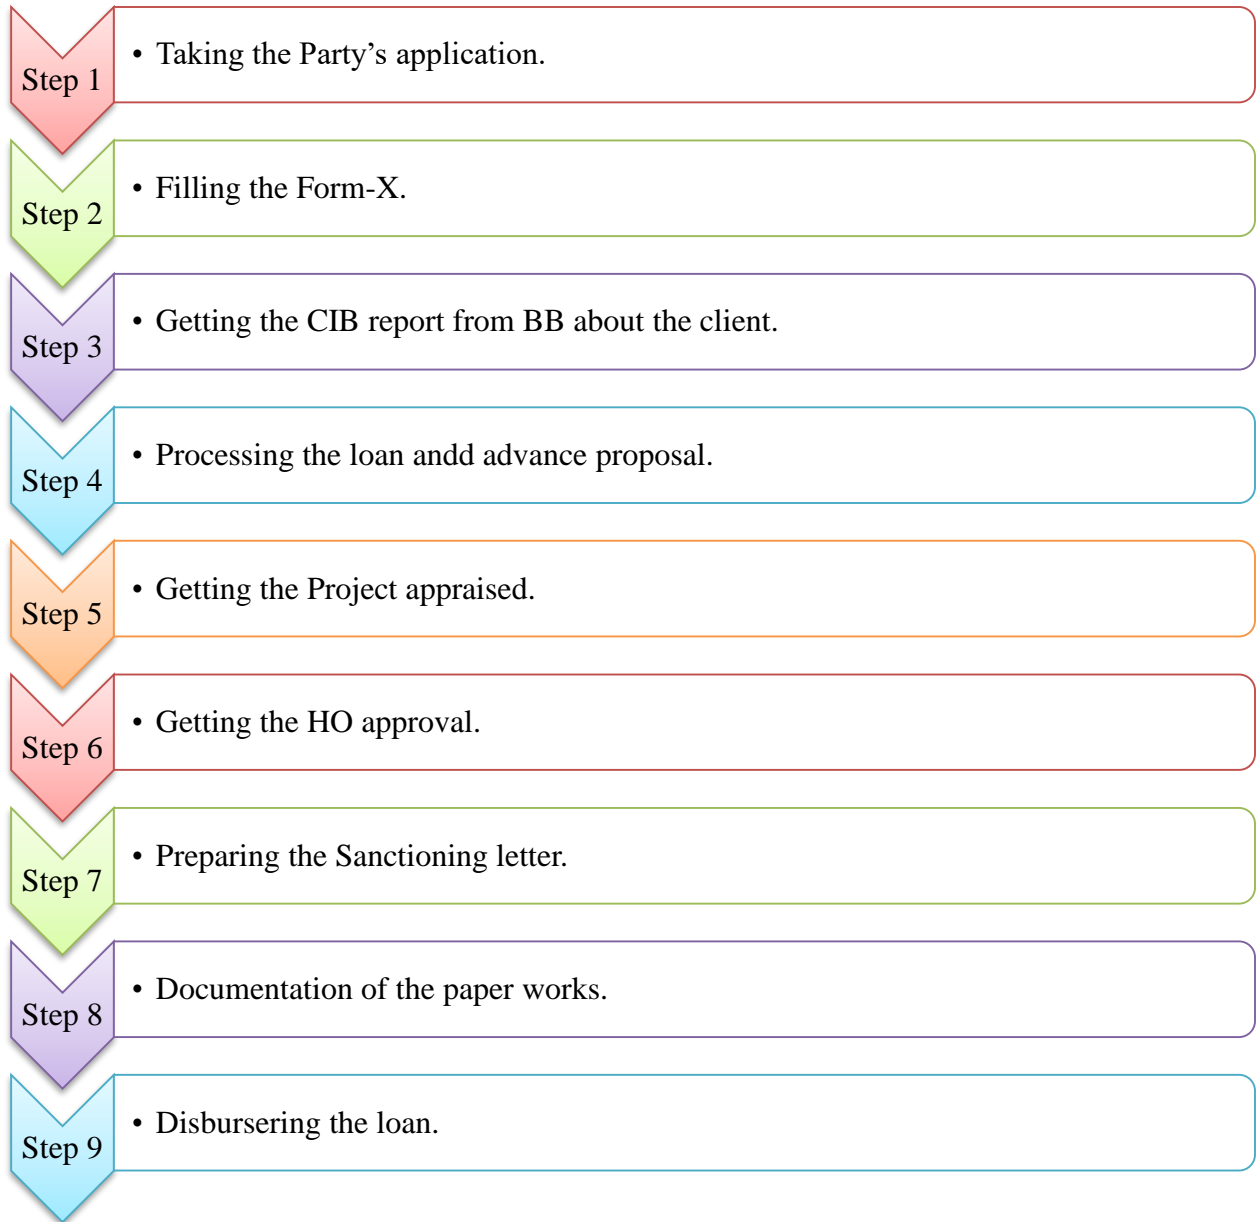 Step 1
• Taking the Party’s application.
Step 2
• Filling the Form-X.
Step 3
• Getting the CIB report from BB about the client.
Step 4
• Processing the loan andd advance proposal.
Step 5
• Getting the Project appraised.
Step 6
• Getting the HO approval.
Step 7
• Preparing the Sanctioning letter.
Step 8
• Documentation of the paper works.
Step 9
• Disbursering the loan.